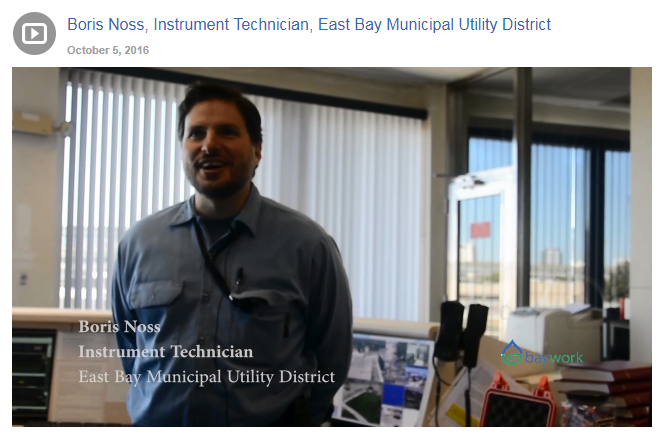 Boris Noss, Instrument Technician, East Bay Municipal Utility District
October 5, 2016
Boris Noss
Instrument Technician
East Bay Municipal Utility District
baywork